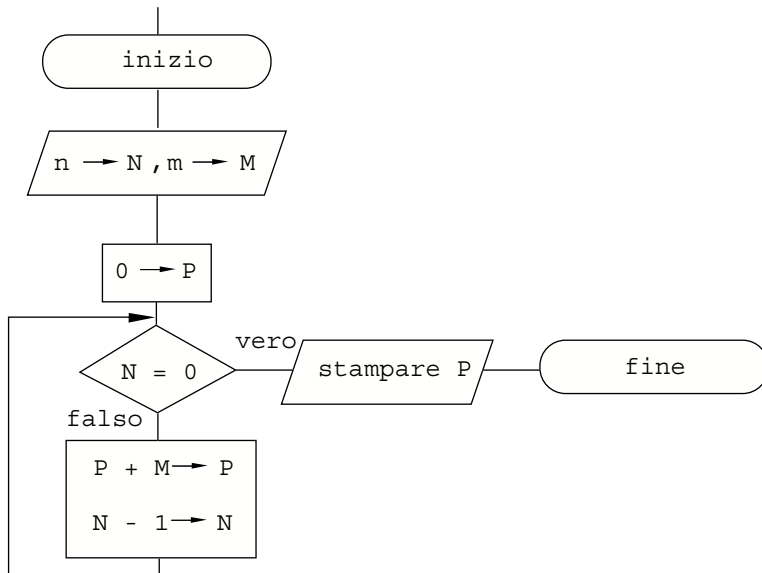 inizio
n → N , m → M
0 → P
N = 0
vero
stampare P
fine
falso
P + M → P
N - 1 → N